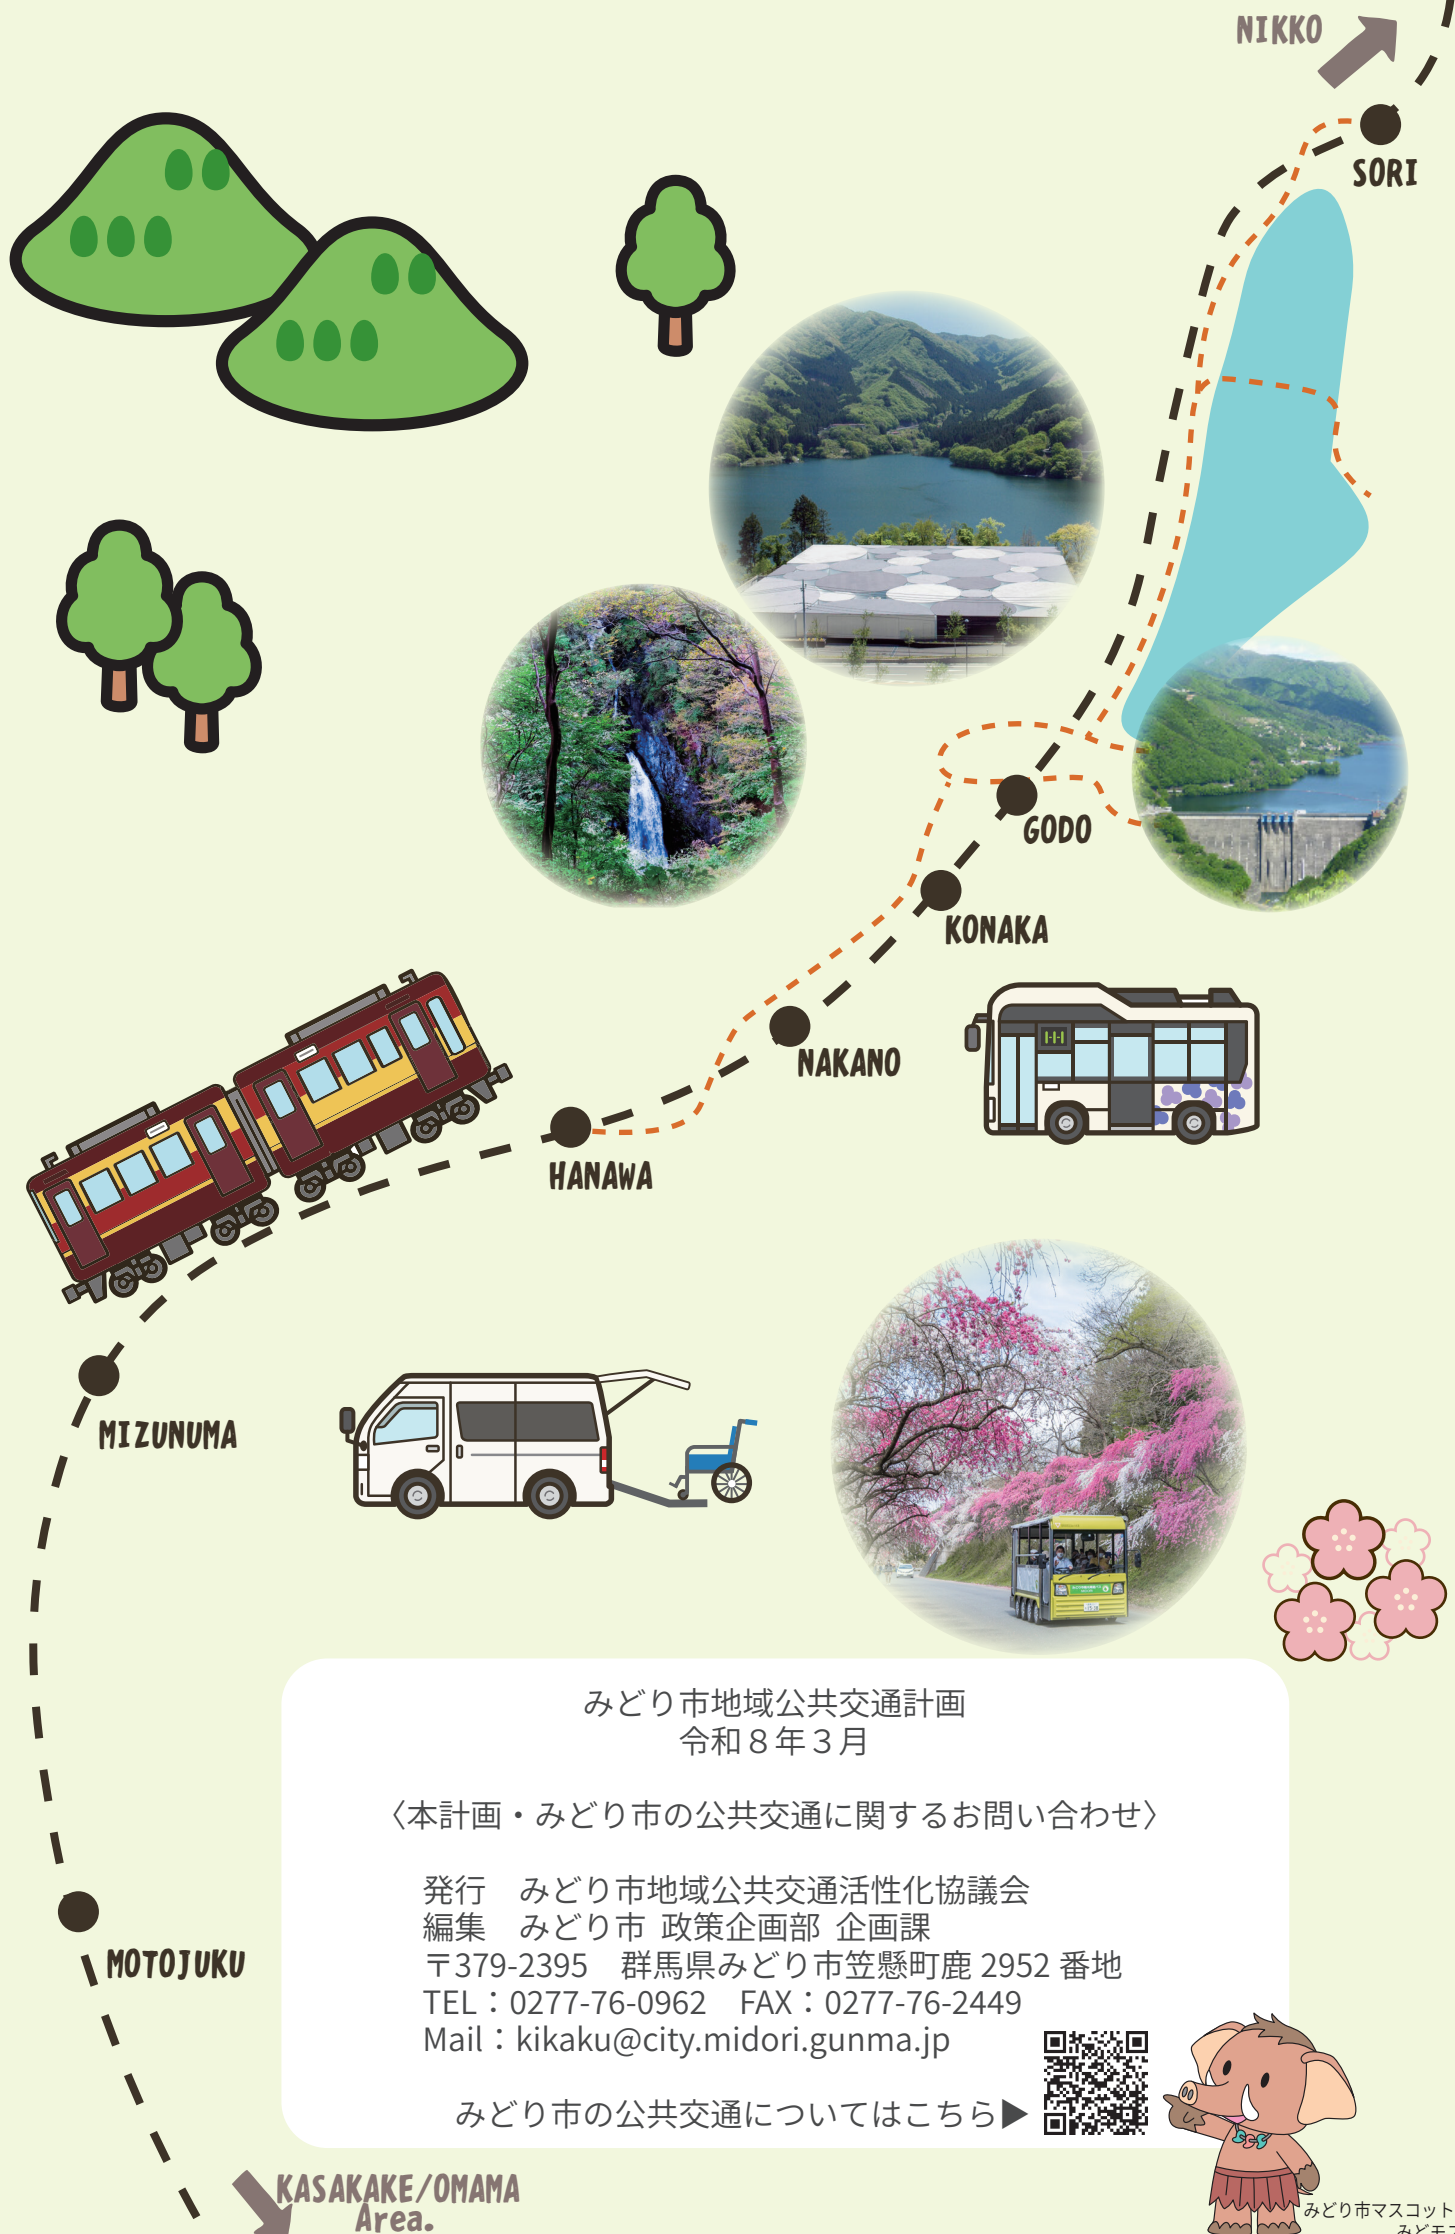 NIKKO
SORI
GODO
KONAKA
NAKANO
HANAWA
MIZUNUMA
MOTOJUKU
みどり市地域公共交通計画
令和８年３月
〈本計画・みどり市の公共交通に関するお問い合わせ〉
発行　みどり市地域公共交通活性化協議会
編集　みどり市 政策企画部 企画課
〒379-2395　群馬県みどり市笠懸町鹿 2952 番地
TEL：0277-76-0962　FAX：0277-76-2449
Mail：kikaku@city.midori.gunma.jp
みどり市の公共交通についてはこちら▶
KASAKAKE/OMAMA
Area.
みどり市マスコット